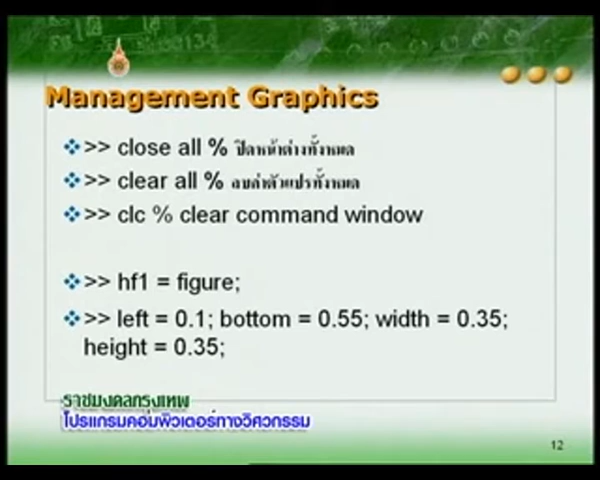 Management Graphics
>> close all % ปิดหน้าต่างทั้งหมด
>> clear all % ลบค่าตัวแปรทั้งหมด
>> clc % clear command window
>> hf1 = figure;
>> left = 0.1; bottom = 0.55; width = 0.35;
height = 0.35;
ราชมงคลกรุงเทพ
โปรแกรมคอมพิวเตอร์ทางวิศวกรรม
12